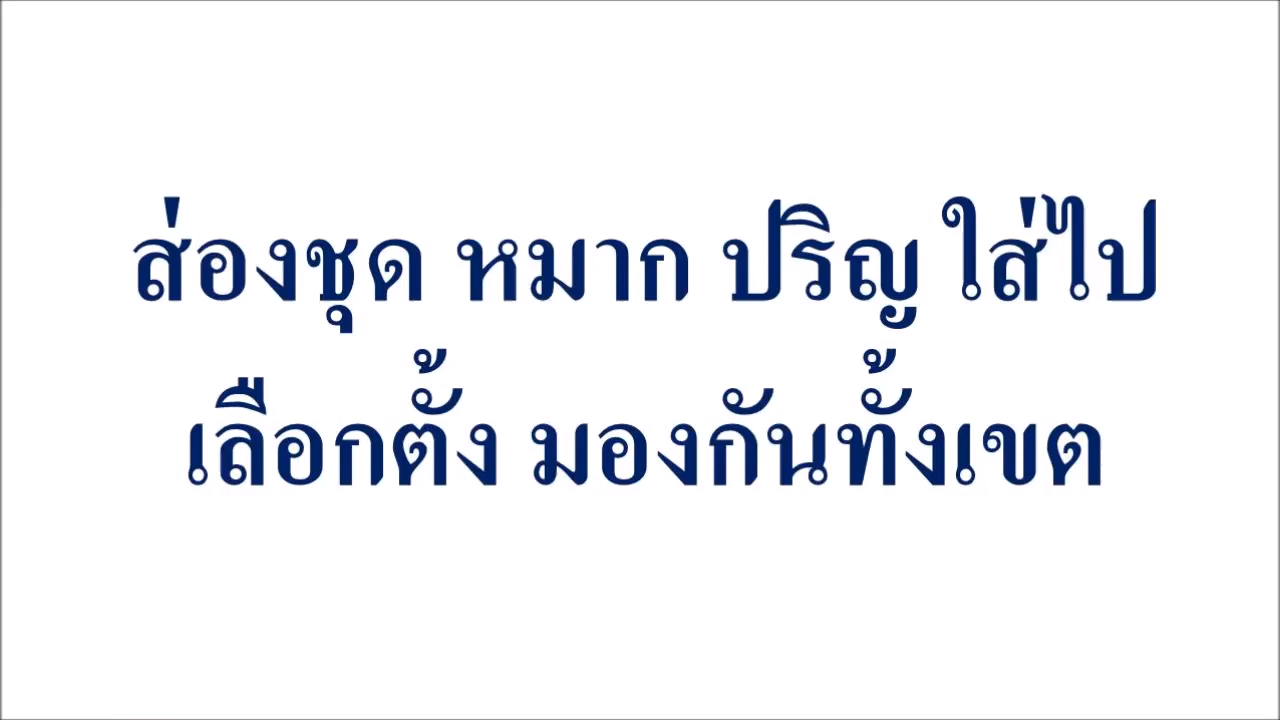 ส่องชุด หมาก ปริญ ใส่ไป
เลือกตั้ง มองกันทั้งเขต